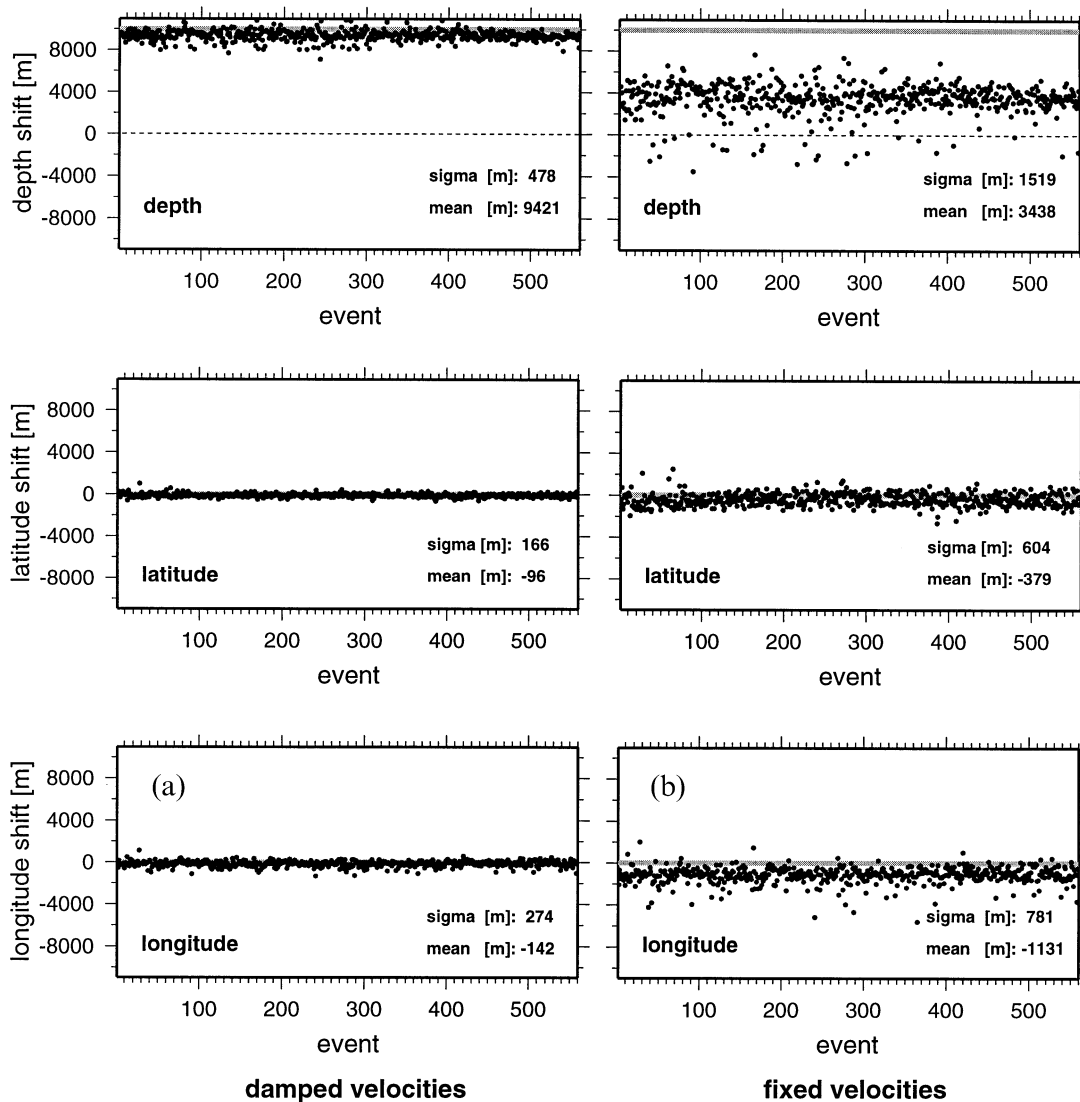 depth shift [m]
8000
4000
0
-4000
-8000
depth
sigma [m]: 478
mean [m]: 9421
100 200 300 400 500
event
depth
sigma [m]: 1519
mean [m]: 3438
100 200 300 400 500
event
latitude shift [m]
8000
4000
0
-4000
-8000
latitude
sigma [m]: 166
mean [m]: -96
100 200 300 400 500
event
latitude
sigma [m]: 604
mean [m]: -379
100 200 300 400 500
event
longitude shift [m]
8000
4000
0
-4000
-8000
(a)
longitude
sigma [m]: 274
mean [m]: -142
100 200 300 400 500
event
damped velocities
(b)
longitude
sigma [m]: 781
mean [m]: -1131
100 200 300 400 500
event
fixed velocities